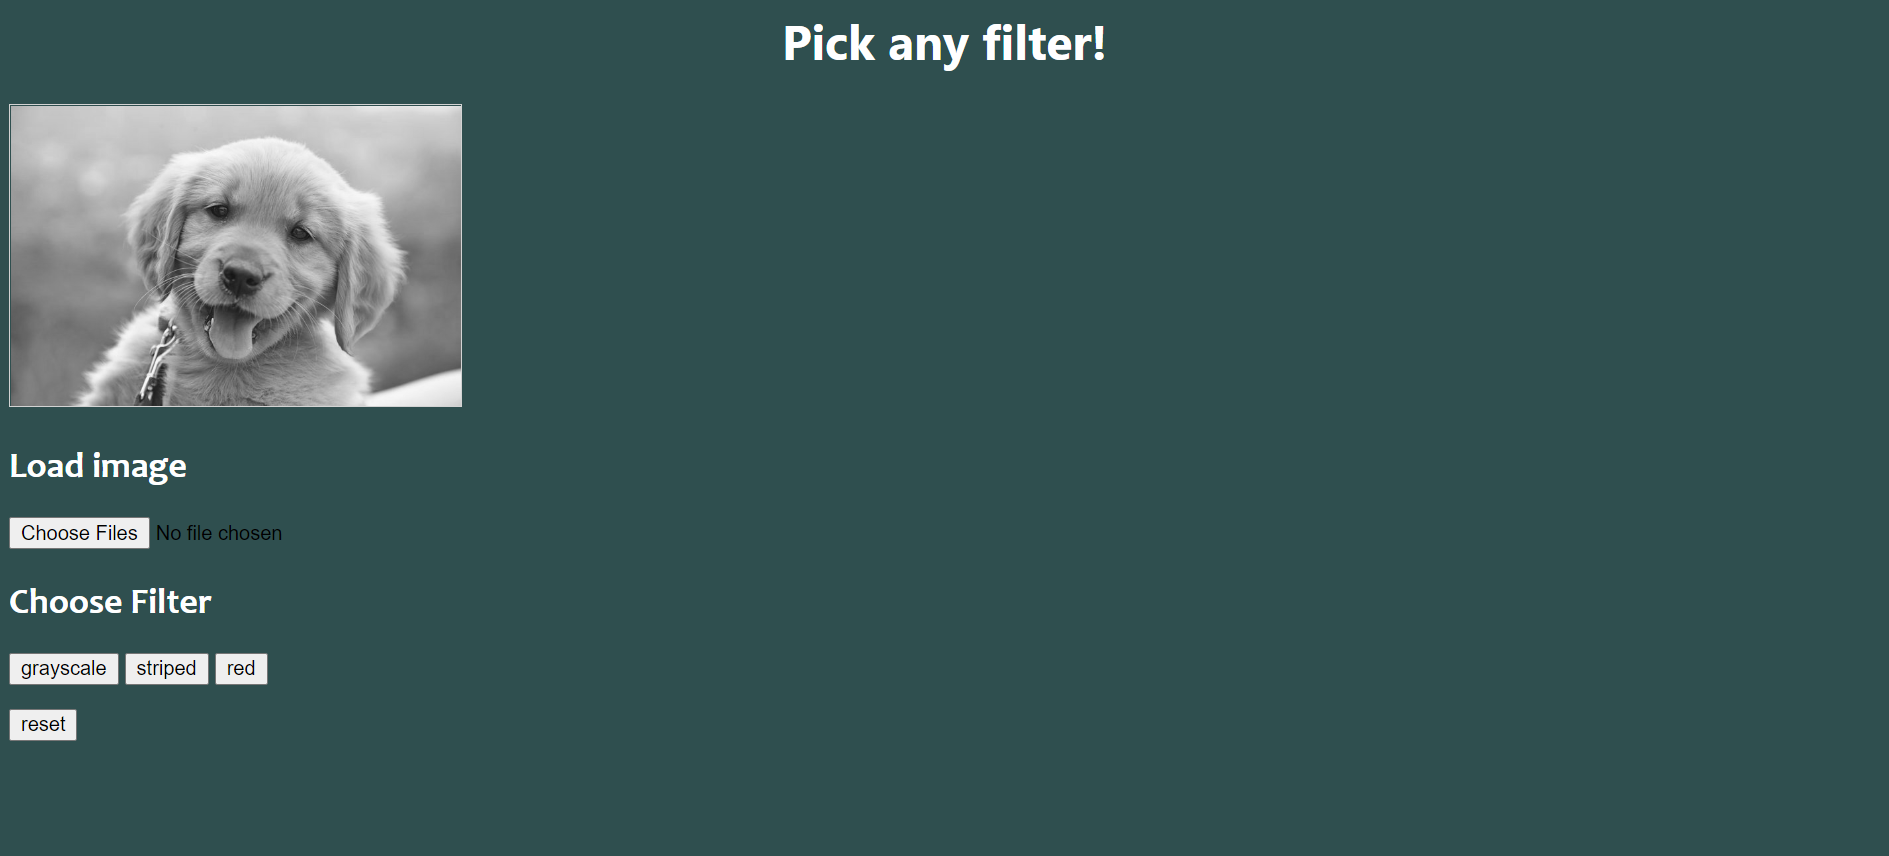 Pick any filter!
Load image
Choose Files No file chosen
Choose Filter
grayscale striped red
reset